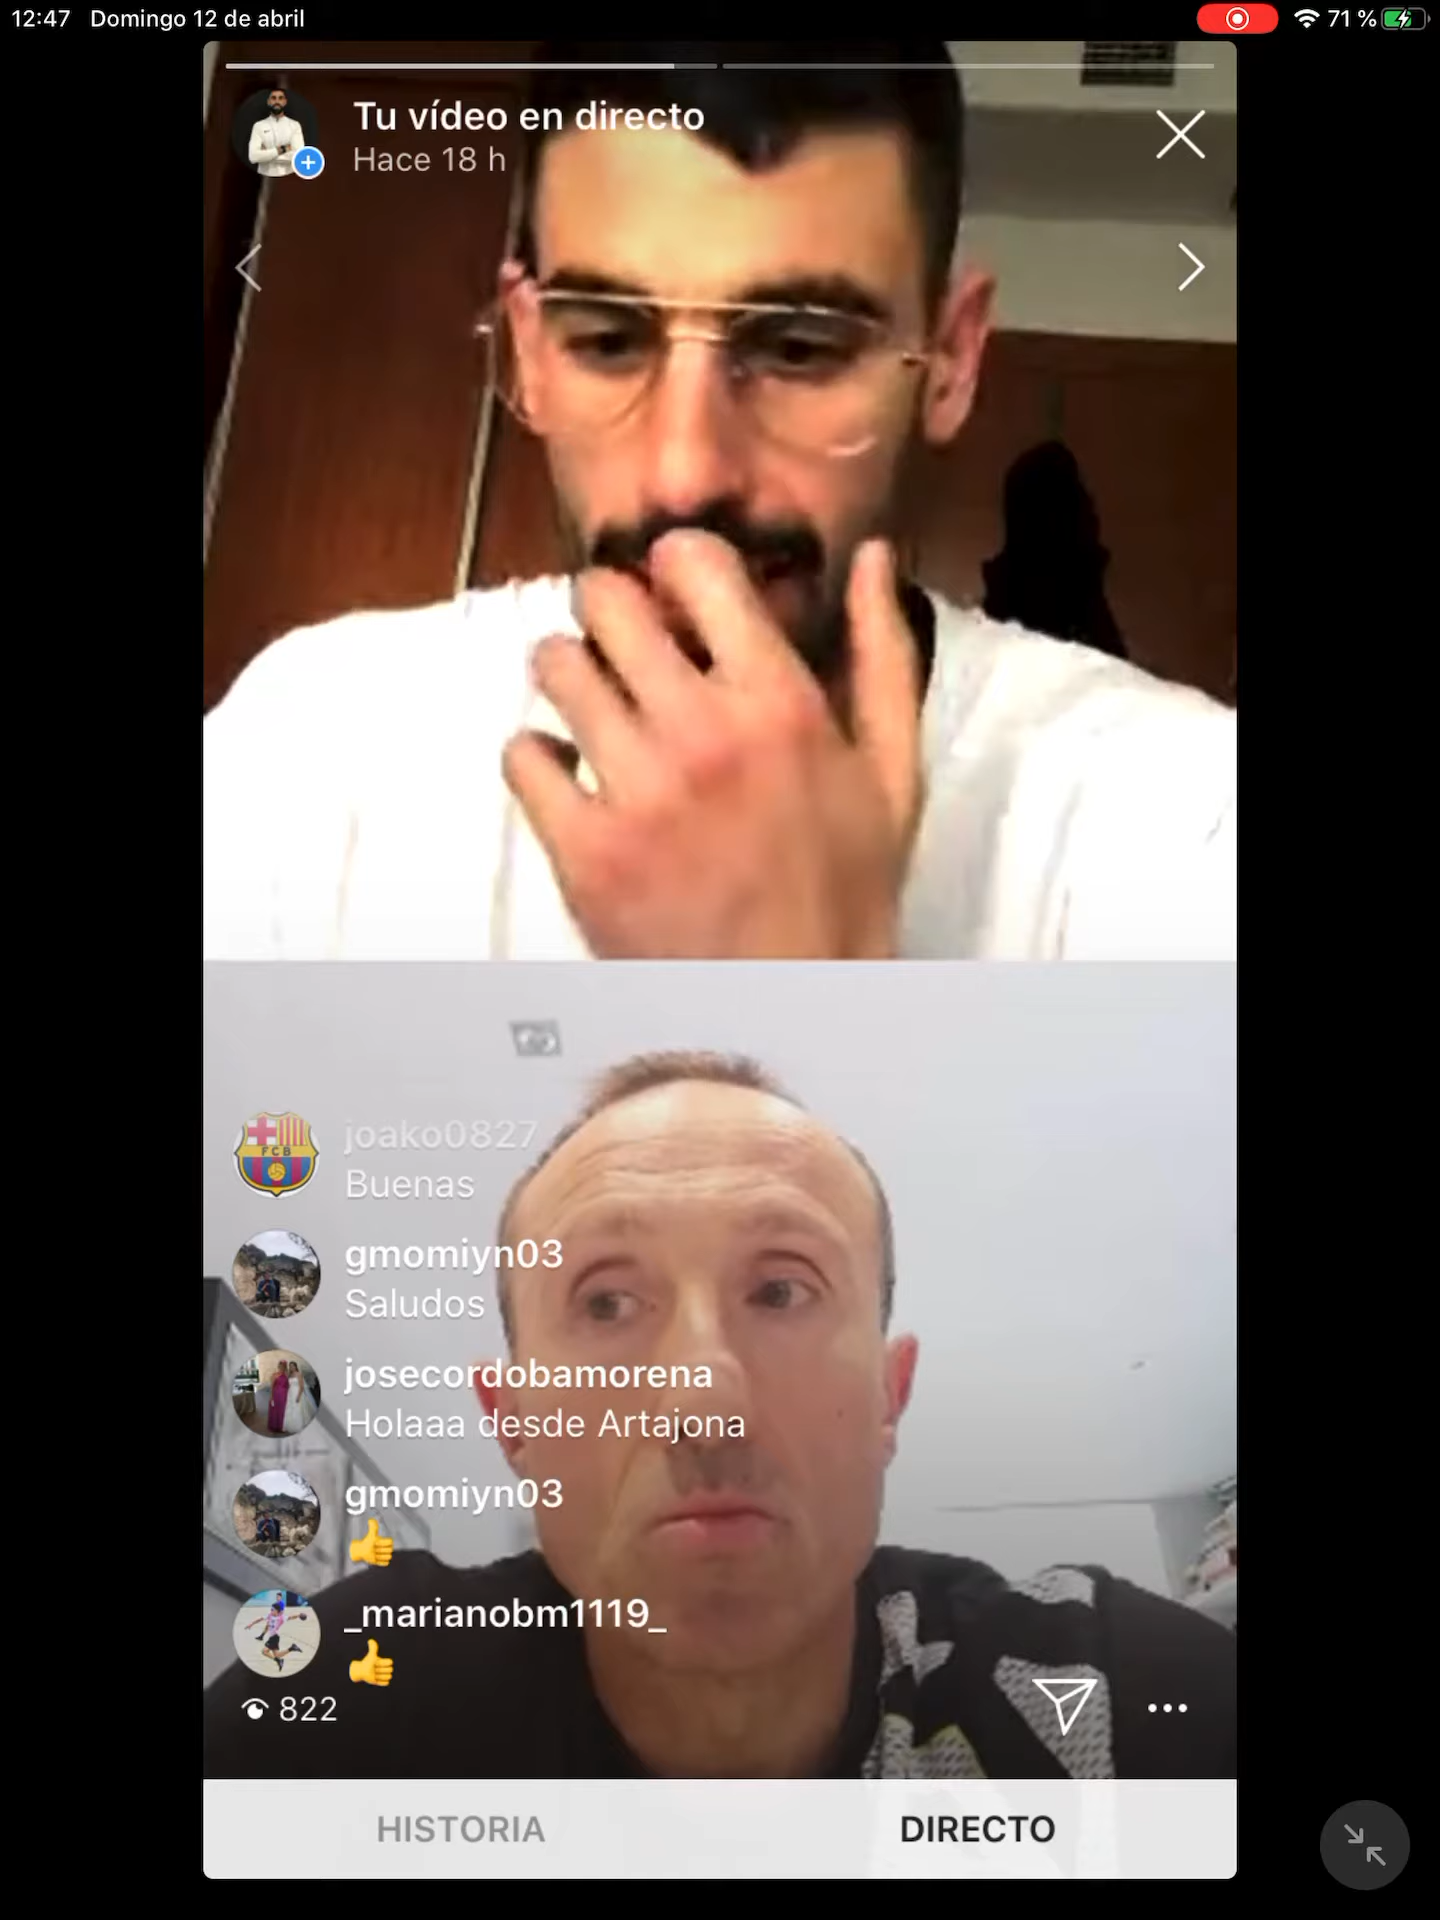 12:47 Domingo 12 de abril
71 %
Tu vídeo en directo
Hace 18 h
FCB
joako0827
Buenas
gmomiyn03
Saludos
josecordobamorena
Holaaa desde Artajona
gmomiyn03
👍
_marianobm1119_
👍
822
HISTORIA
DIRECTO